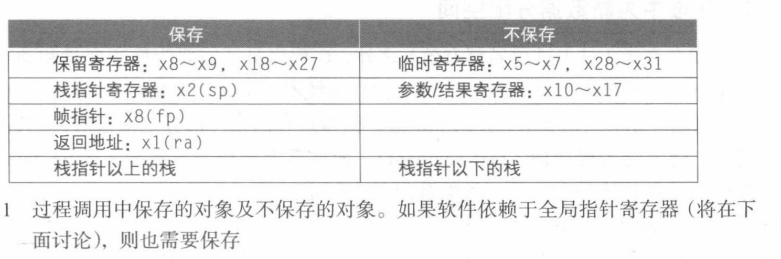 保存 不保存
保留寄存器：x8～x9，x18～x27 临时寄存器：x5～x7，x28～x31
栈指针寄存器：x2(sp) 参数/结果寄存器：x10～x17
帧指针：x8(fp)
返回地址：x1(ra)
栈指针以上的栈 栈指针以下的栈
1 过程调用中保存的对象及不保存的对象。如果软件依赖于全局指针寄存器（将在下
面讨论），则也需要保存